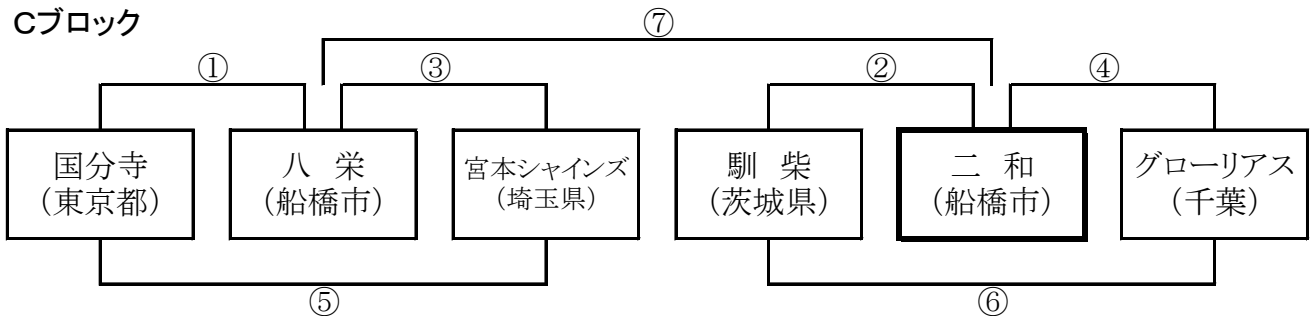 Cブロック
⑦
① ③ ② ④
国分寺
(東京都)
八 栄
(船橋市)
宮本シャインズ
(埼玉県)
馴 柴
(茨城県)
二 和
(船橋市)
グローリアス
(千葉)
⑤ ⑥